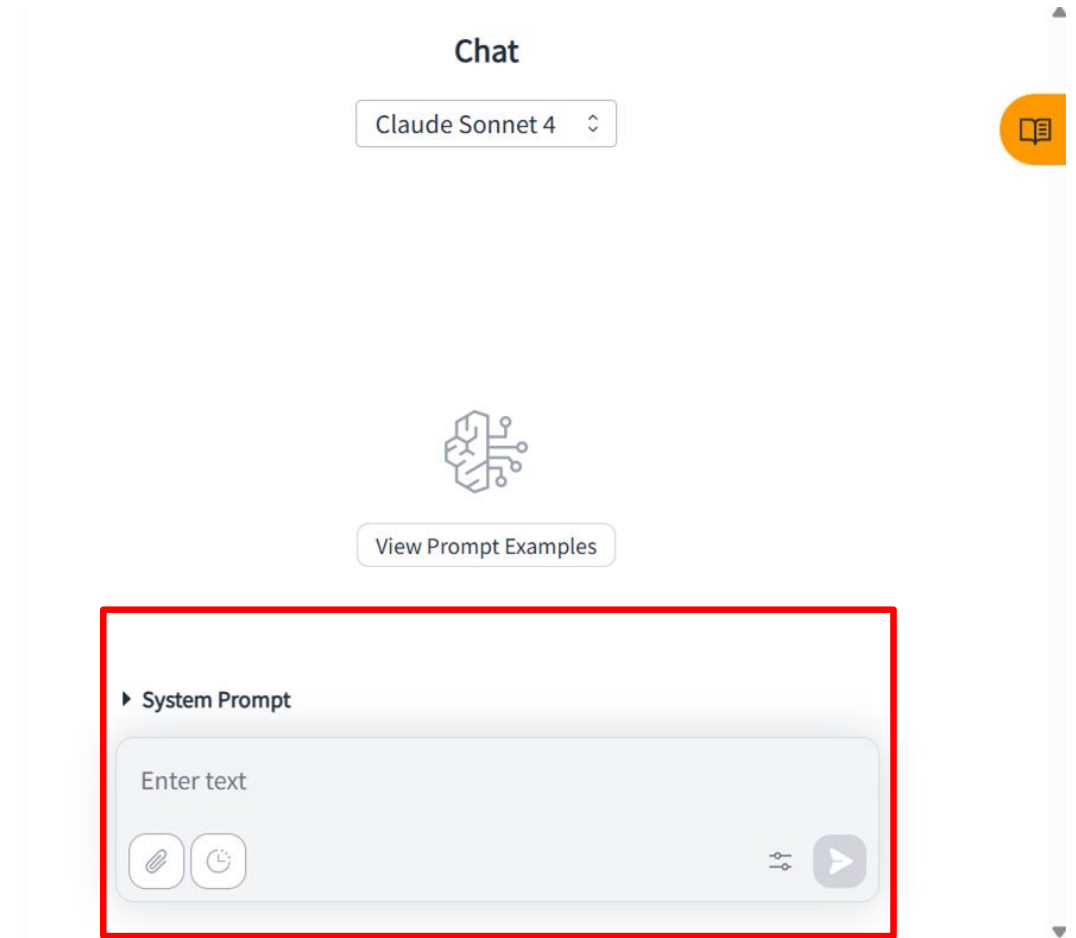 Chat
Claude Sonnet 4
View Prompt Examples
System Prompt
Enter text